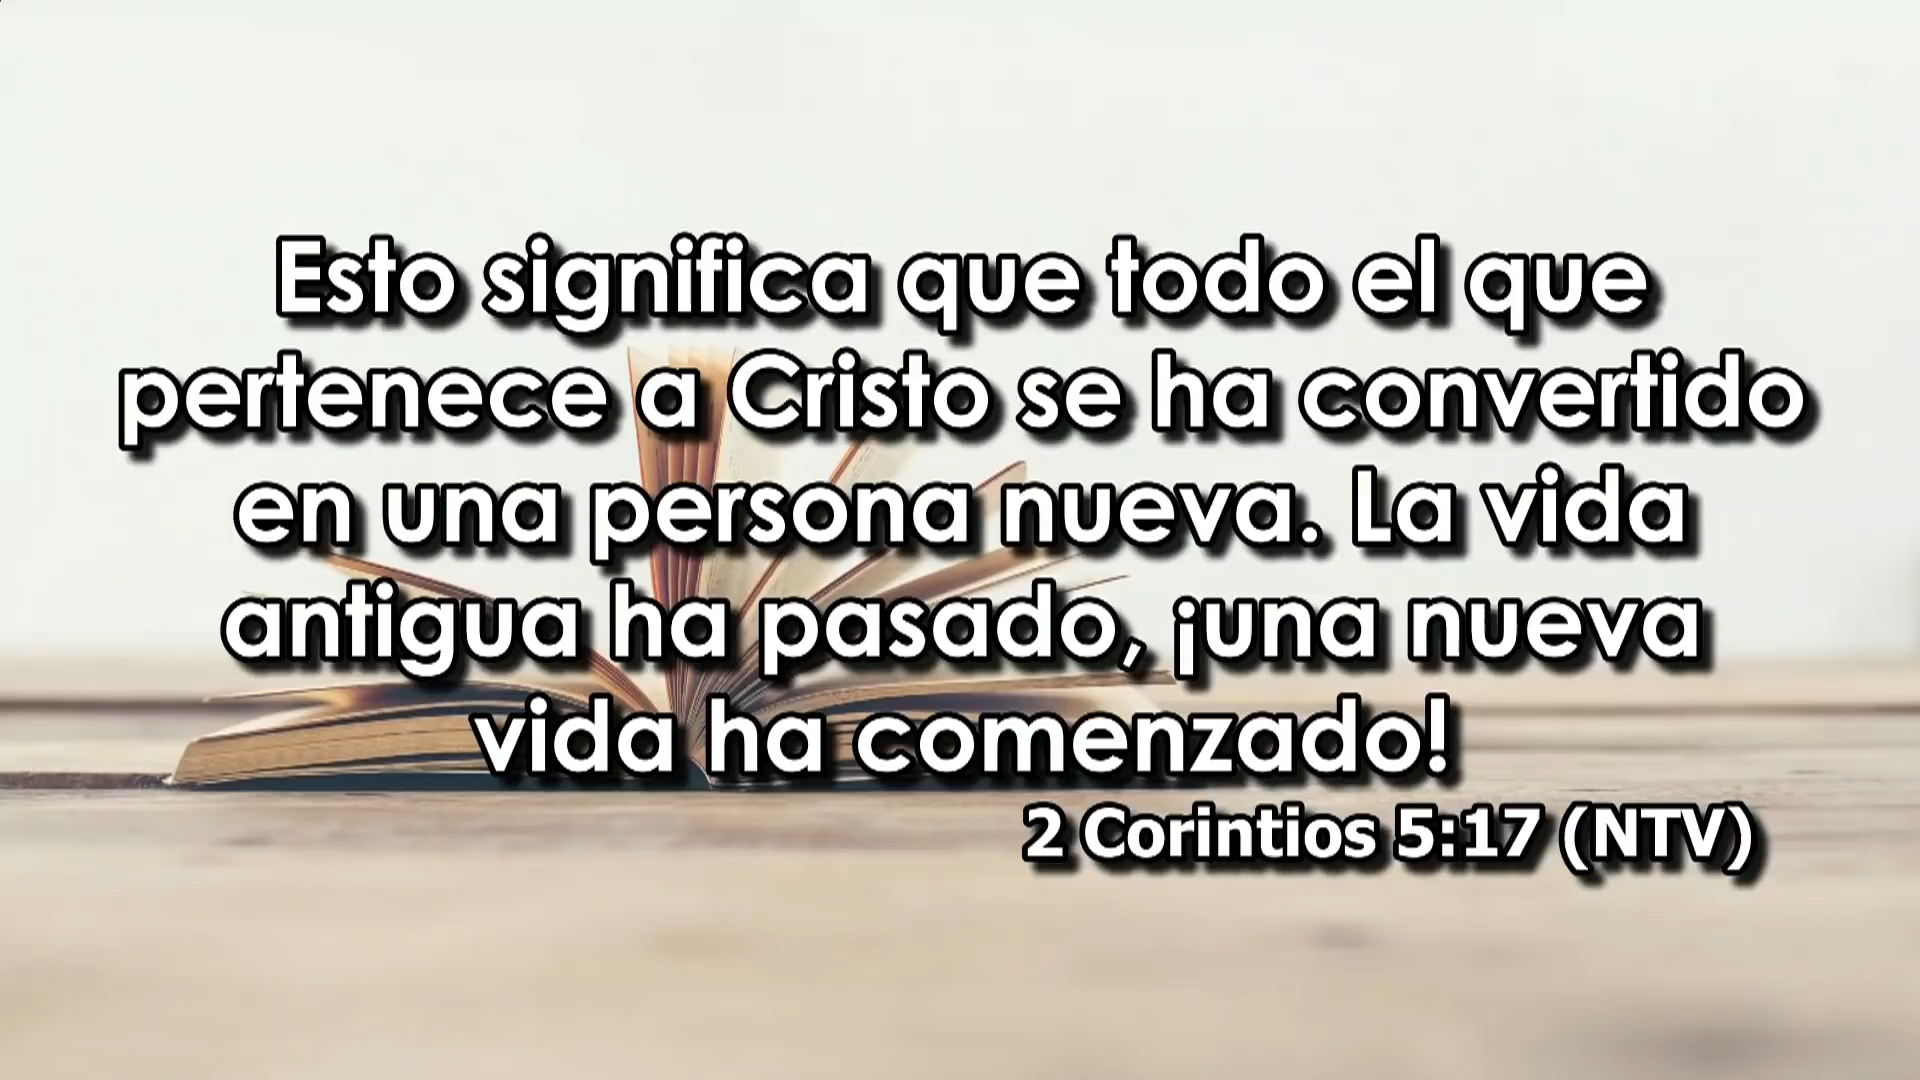 Esto significa que todo el que
pertenece a Cristo se ha convertido
en una persona nueva. La vida
antigua ha pasado, ¡una nueva
vida ha comenzado!
2 Corintios 5:17 (NTV)